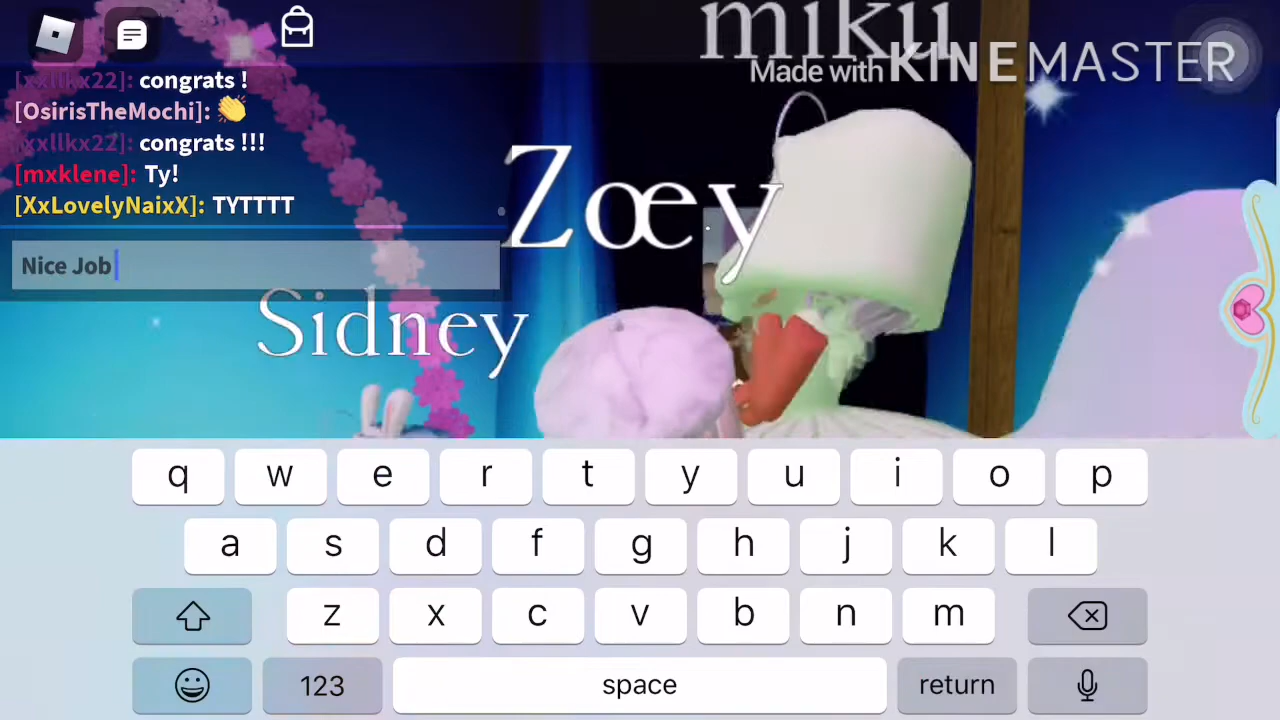 miku
Made with KINEMASTER
[xxllkx22]: congrats !
[OsirisTheMochi]: 👏
[xxllkx22]: congrats !!!
[mxklene]: Ty!
[XxLovelyNaixX]: TYTTTT
Zœy
Nice Job
Sidney
q w e r t y u i o p
a s d f g h j k l
z x c v b n m
123 space return